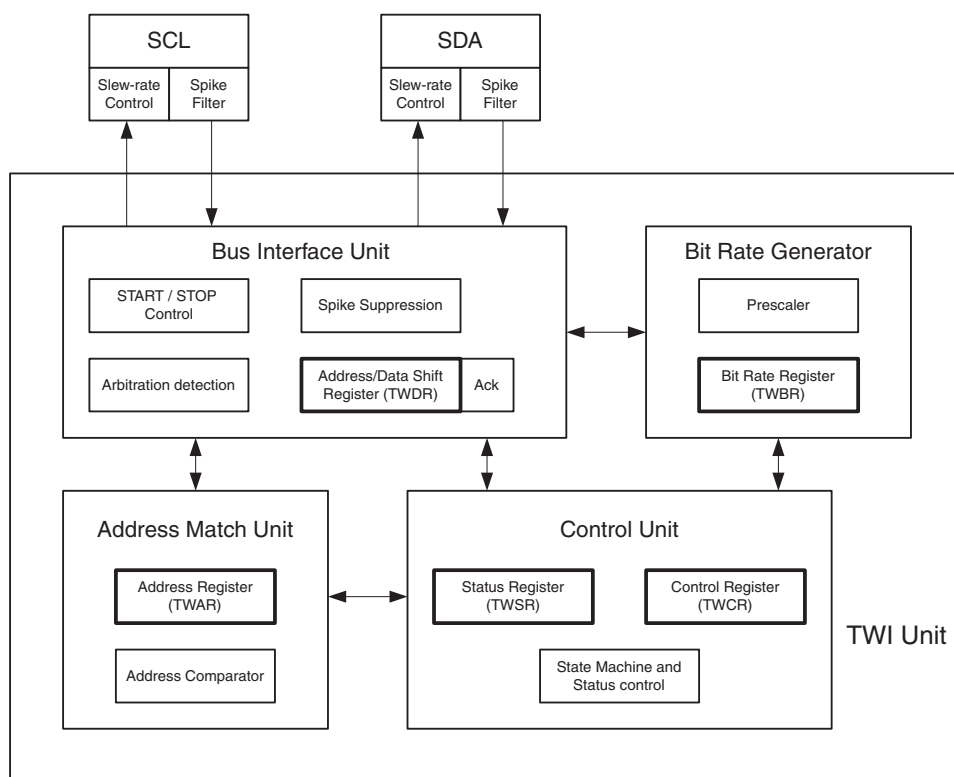 SCL
Slew-rate
Control
Spike
Filter
SDA
Slew-rate
Control
Spike
Filter
Bus Interface Unit
START / STOP
Control
Spike Suppression
Arbitration detection
Address/Data Shift
Register (TWDR)
Ack
Bit Rate Generator
Prescaler
Bit Rate Register
(TWBR)
Address Match Unit
Address Register
(TWAR)
Address Comparator
Control Unit
Status Register
(TWSR)
Control Register
(TWCR)
State Machine and
Status control
TWI Unit